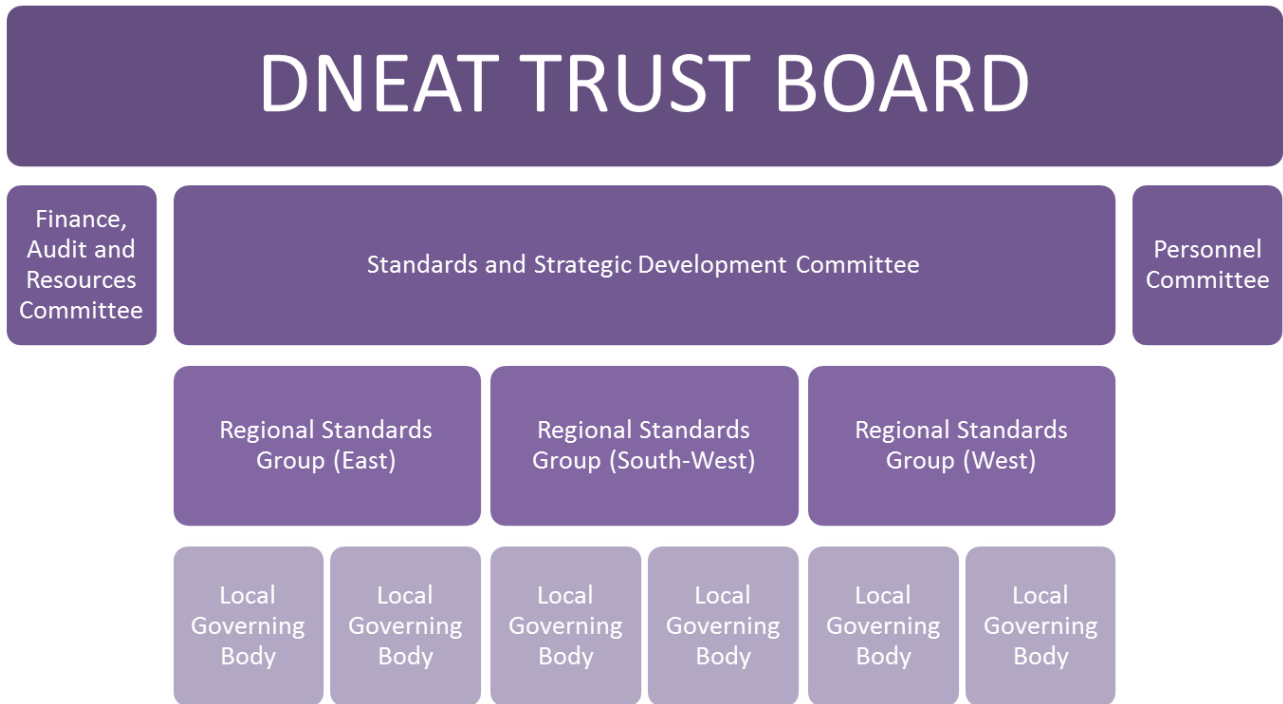 DNEAT TRUST BOARD
Finance,
Audit and
Resources
Committee
Standards and Strategic Development Committee
Personnel
Committee
Regional Standards
Group (East)
Regional Standards
Group (South-West)
Regional Standards
Group (West)
Local
Governing
Body
Local
Governing
Body
Local
Governing
Body
Local
Governing
Body
Local
Governing
Body
Local
Governing
Body